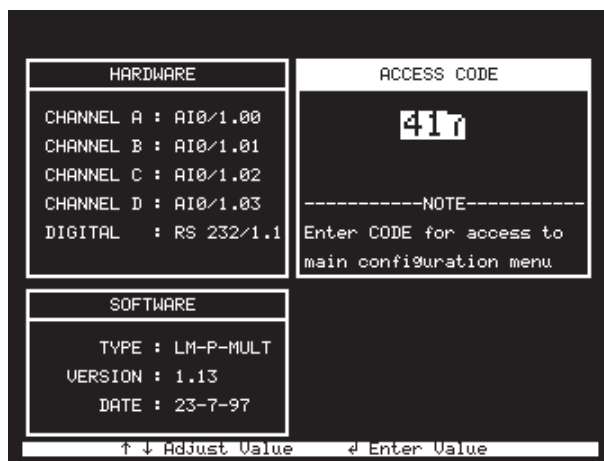 HARDWARE
CHANNEL A : AI0/1.00
CHANNEL B : AI0/1.01
CHANNEL C : AI0/1.02
CHANNEL D : AI0/1.03
DIGITAL : RS 232/1.1
ACCESS CODE
417
-----------NOTE-----------
Enter CODE for access to
main configuration menu
SOFTWARE
TYPE : LM-P-MULT
VERSION : 1.13
DATE : 23-7-97
↑ ↓ Adjust Value ↲ Enter Value